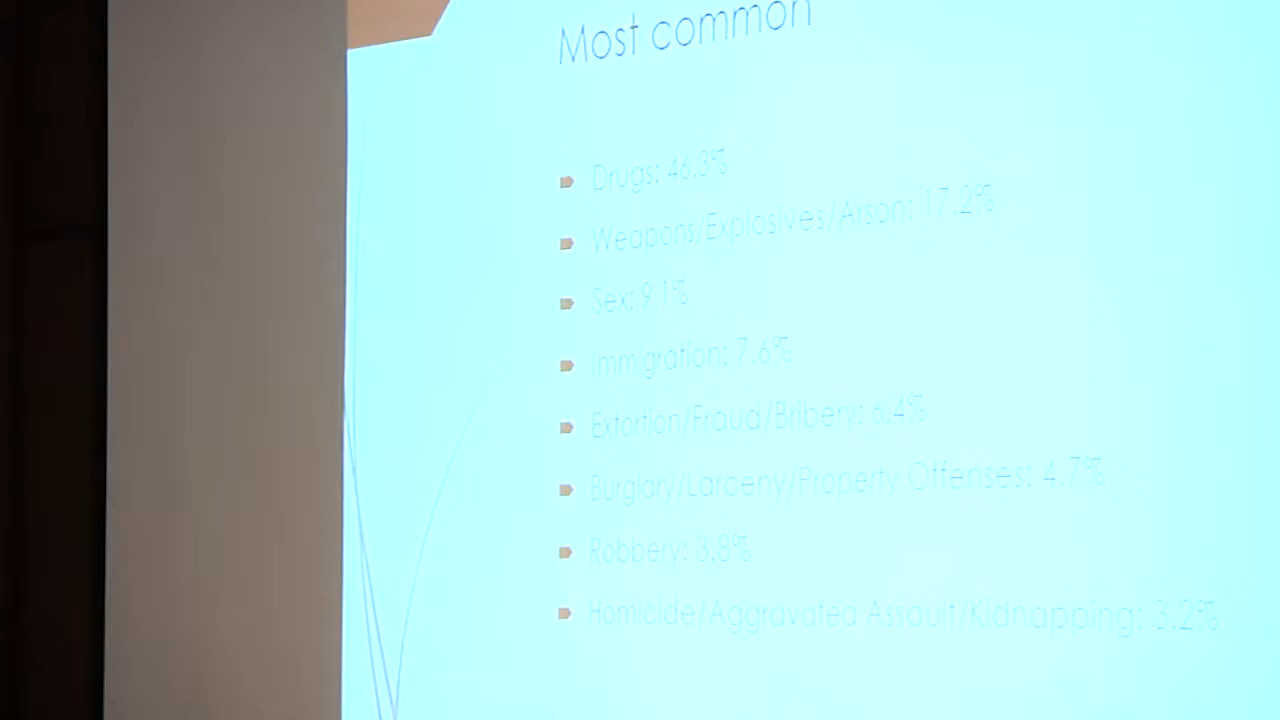 Most common
Drugs: 46.3%
Weapons/Explosives/Arson: 17.2%
Sex: 9.1%
Immigration: 7.6%
Extortion/Fraud/Bribery: 6.4%
Burglary/Larceny/Property Offenses: 4.7%
Robbery: 3.8%
Homicide/Aggravated Assault/Kidnapping: 3.2%